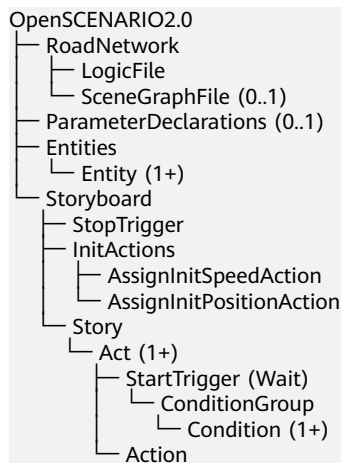 OpenSCENARIO2.0
├─ RoadNetwork
│  ├─ LogicFile
│  └─ SceneGraphFile (0..1)
├─ ParameterDeclarations (0..1)
├─ Entities
│  └─ Entity (1+)
└─ Storyboard
   ├─ StopTrigger
   ├─ InitActions
   │  ├─ AssignInitSpeedAction
   │  └─ AssignInitPositionAction
   └─ Story
      └─ Act (1+)
         ├─ StartTrigger (Wait)
         │  └─ ConditionGroup
         │     └─ Condition (1+)
         └─ Action